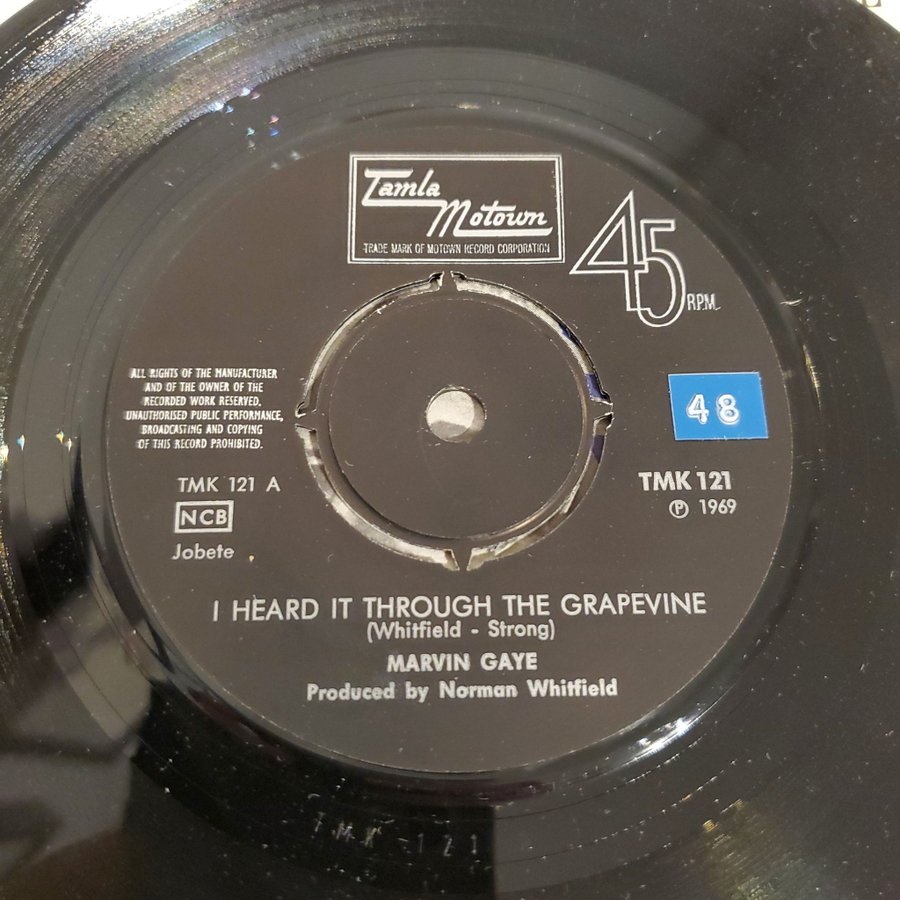 Tamla
Motown
TRADE MARK OF MOTOWN RECORD CORPORATION
45
R.P.M.
ALL RIGHTS OF THE MANUFACTURER
AND OF THE OWNER OF THE
RECORDED WORK RESERVED.
UNAUTHORISED PUBLIC PERFORMANCE,
BROADCASTING AND COPYING
OF THIS RECORD PROHIBITED.
48
TMK 121 A
NCB
Jobete
TMK 121
℗ 1969
I HEARD IT THROUGH THE GRAPEVINE
(Whitfield - Strong)
MARVIN GAYE
Produced by Norman Whitfield
TMK-121